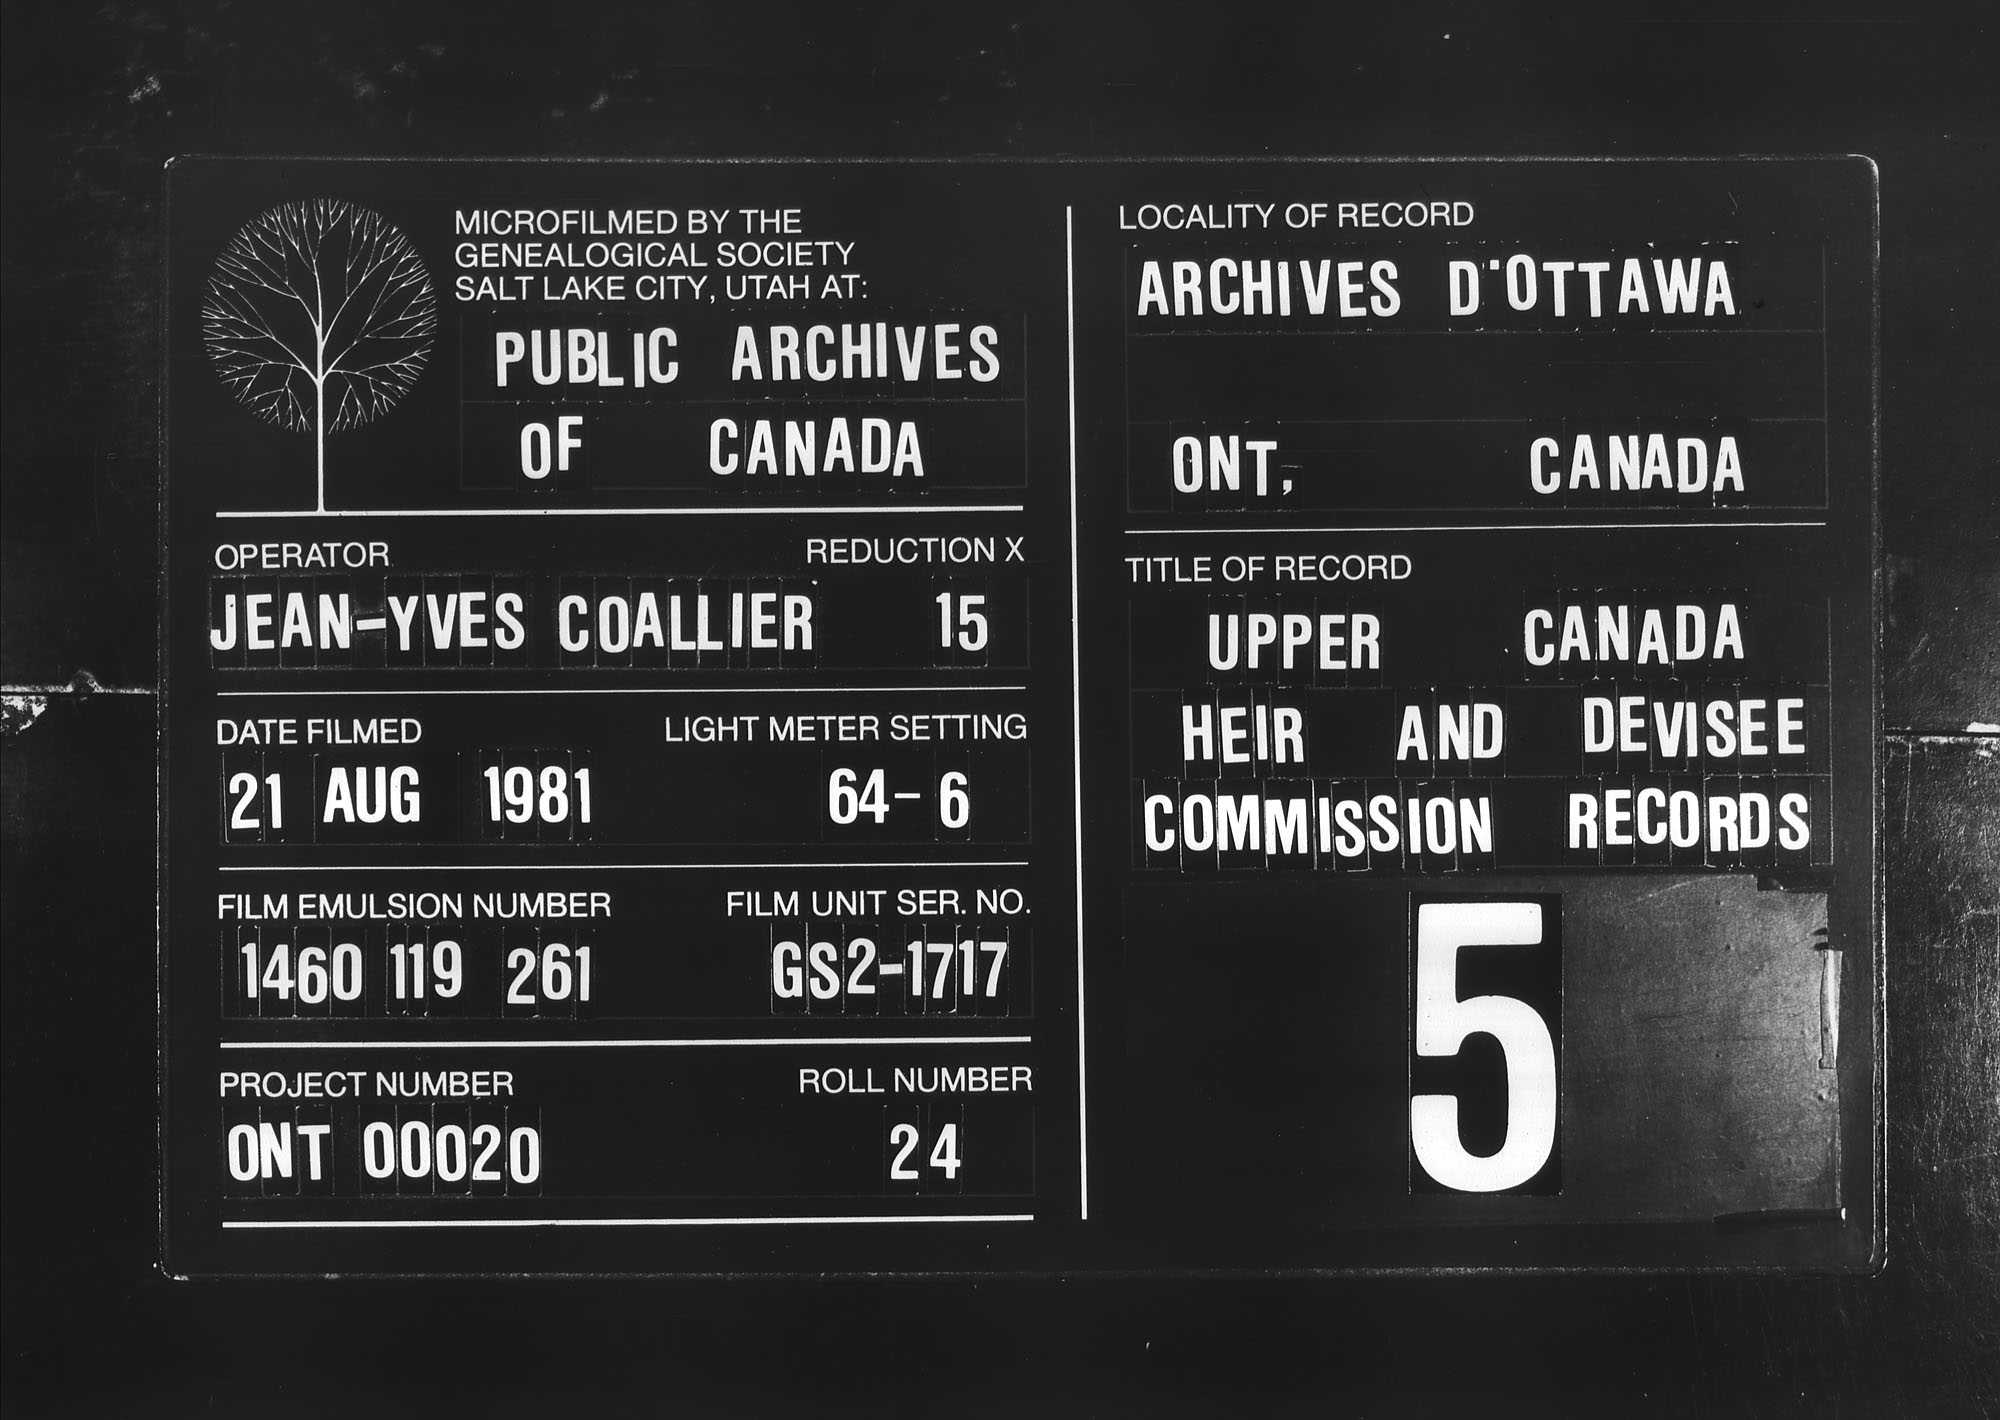 MICROFILMED BY THE
GENEALOGICAL SOCIETY
SALT LAKE CITY, UTAH AT:
PUBLIC ARCHIVES
OF CANADA
OPERATOR REDUCTION X
JEAN-YVES COALLIER 15
DATE FILMED LIGHT METER SETTING
21 AUG 1981 64-6
FILM EMULSION NUMBER FILM UNIT SER. NO.
1460 119 261 GS2-1717
PROJECT NUMBER ROLL NUMBER
ONT 00020 24
LOCALITY OF RECORD
ARCHIVES D'OTTAWA
ONT, CANADA
TITLE OF RECORD
UPPER CANADA
HEIR AND DEVISEE
COMMISSION RECORDS
5